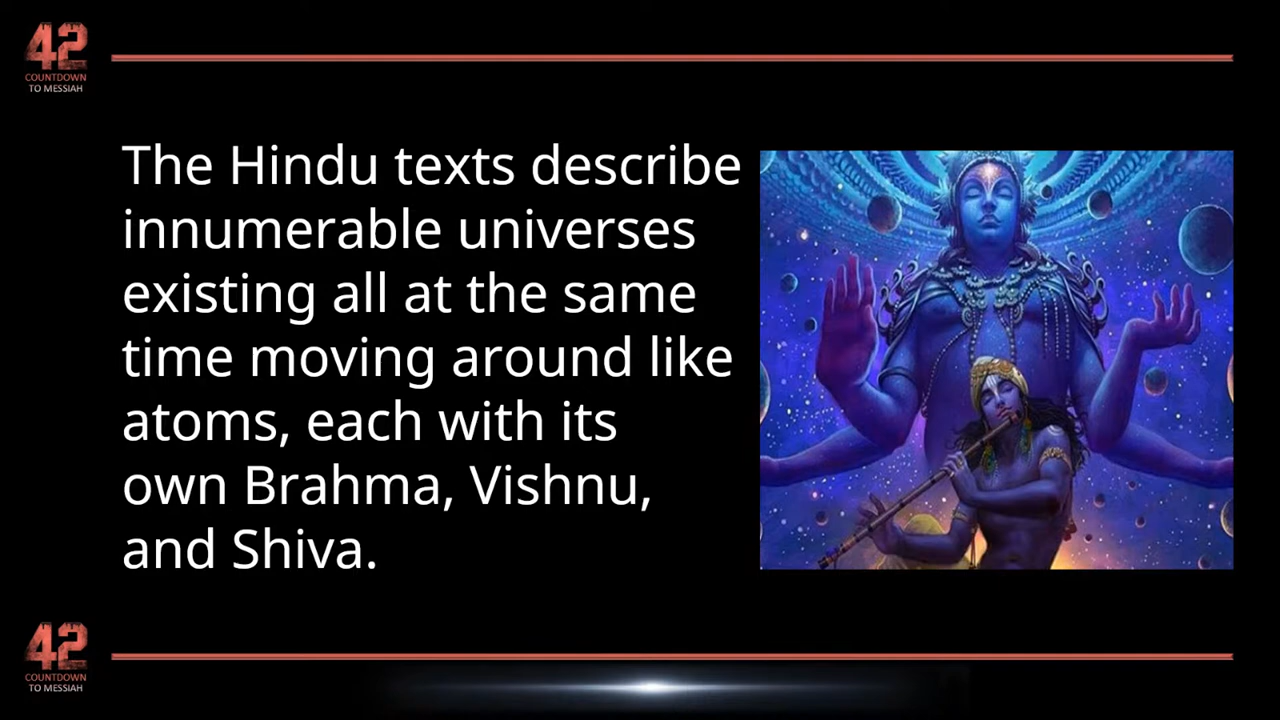 42
COUNTDOWN
TO MESSIAH
The Hindu texts describe
innumerable universes
existing all at the same
time moving around like
atoms, each with its
own Brahma, Vishnu,
and Shiva.
42
COUNTDOWN
TO MESSIAH